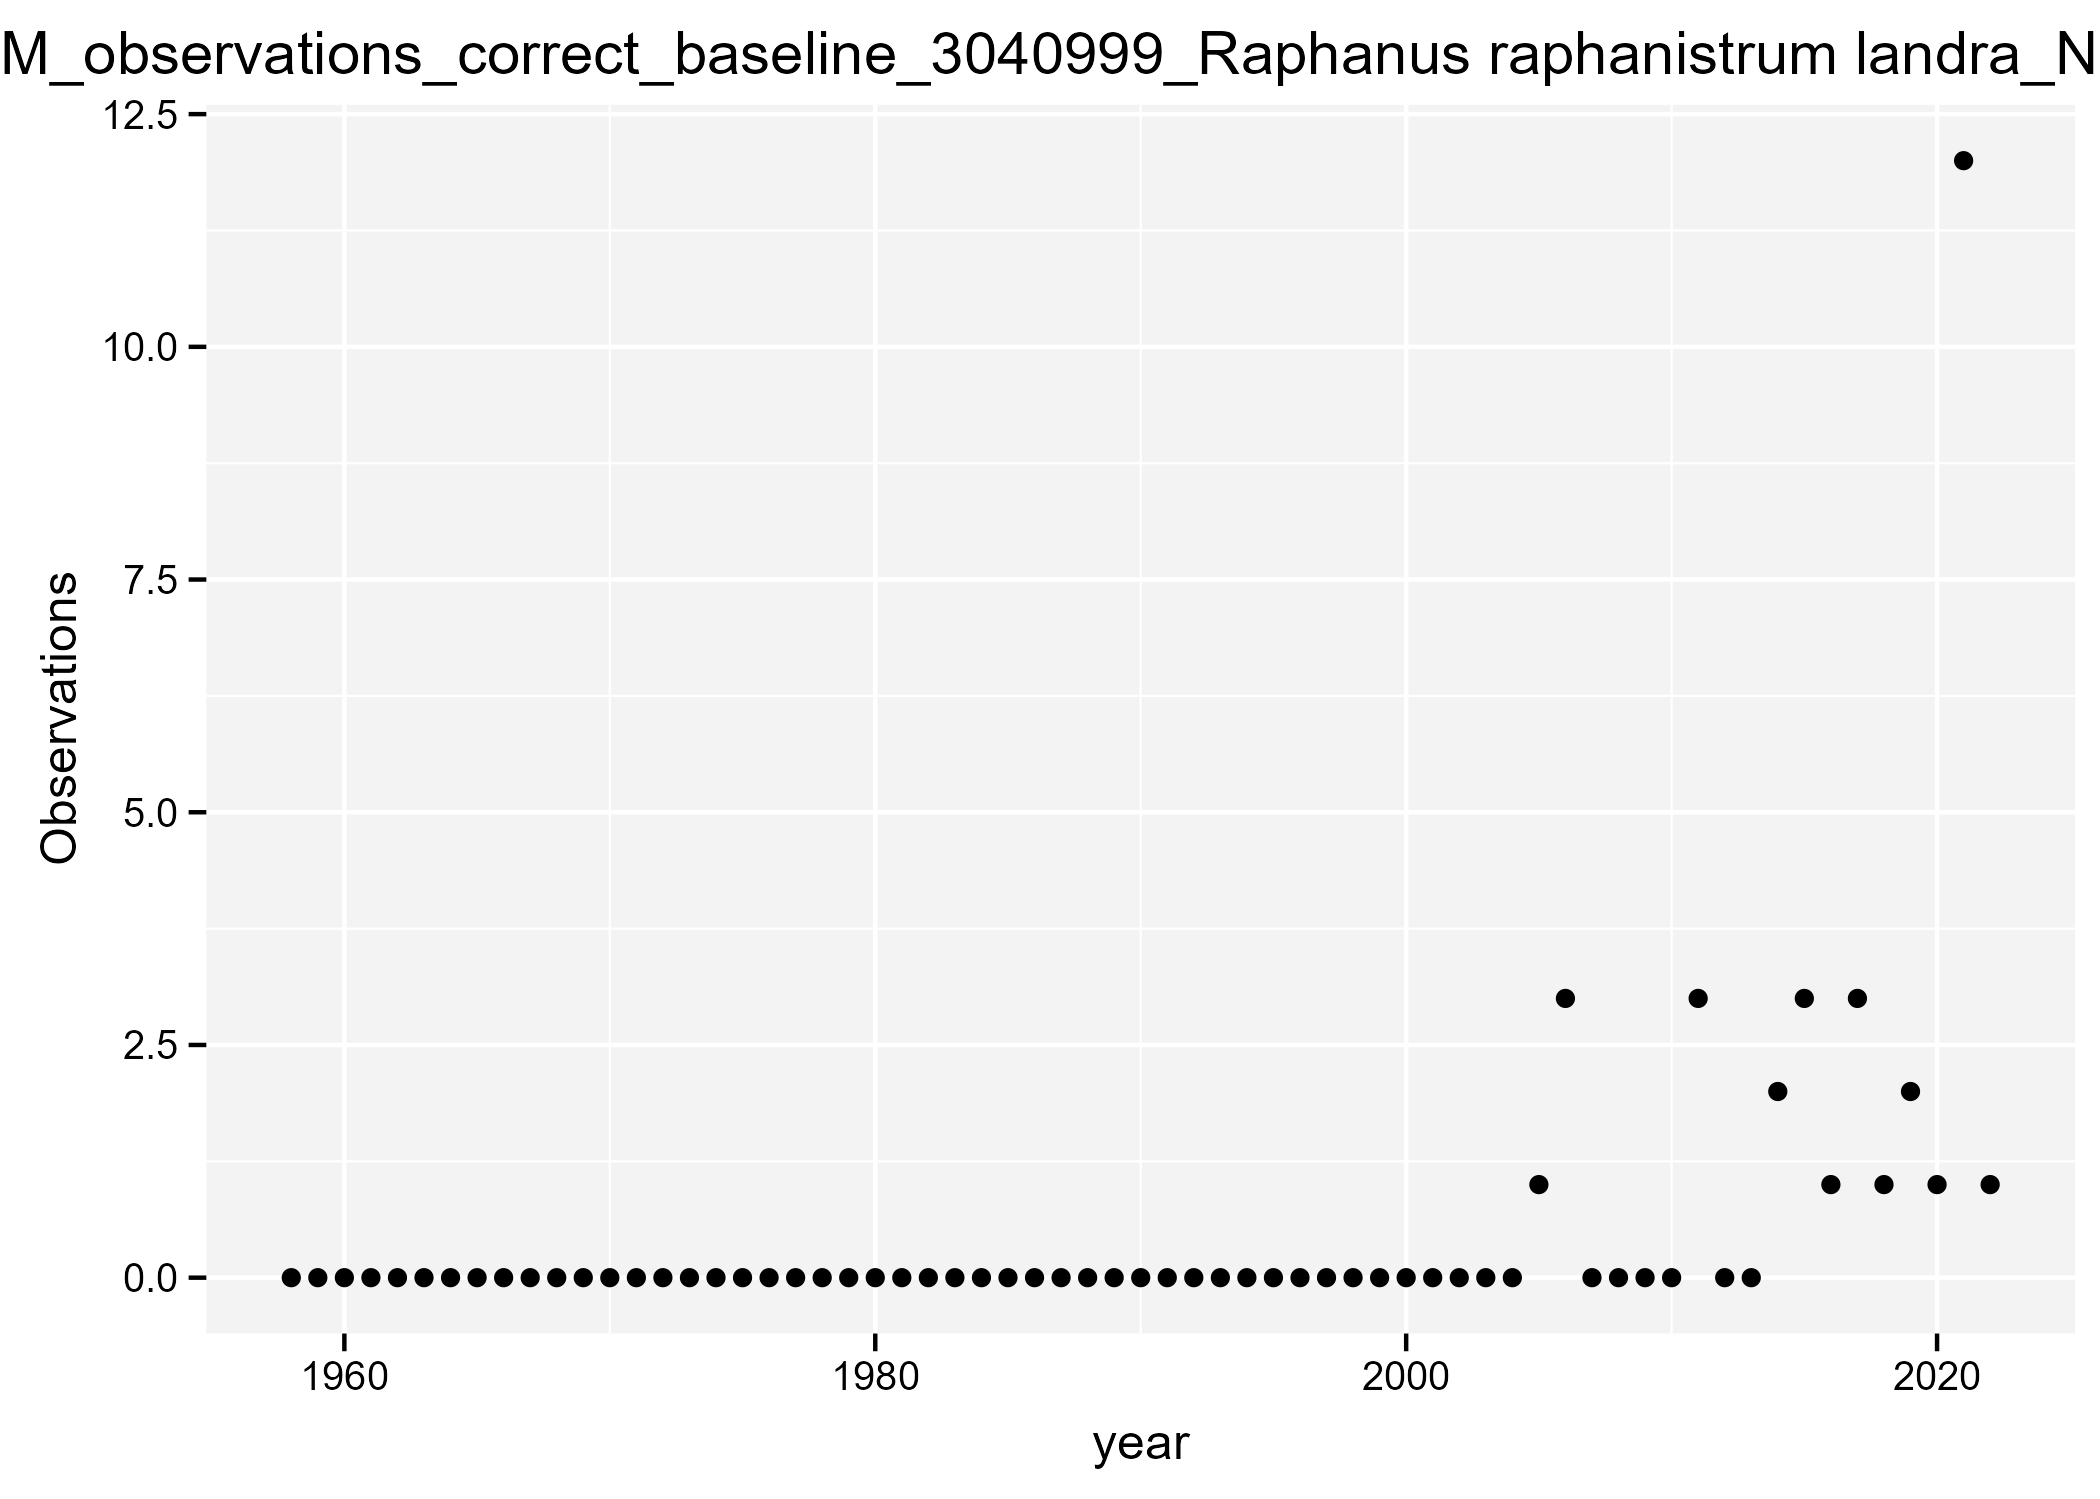 M_observations_correct_baseline_3040999_Raphanus raphanistrum landra_N
12.5
10.0
7.5
5.0
2.5
0.0
Observations
1960 1980 2000 2020
year